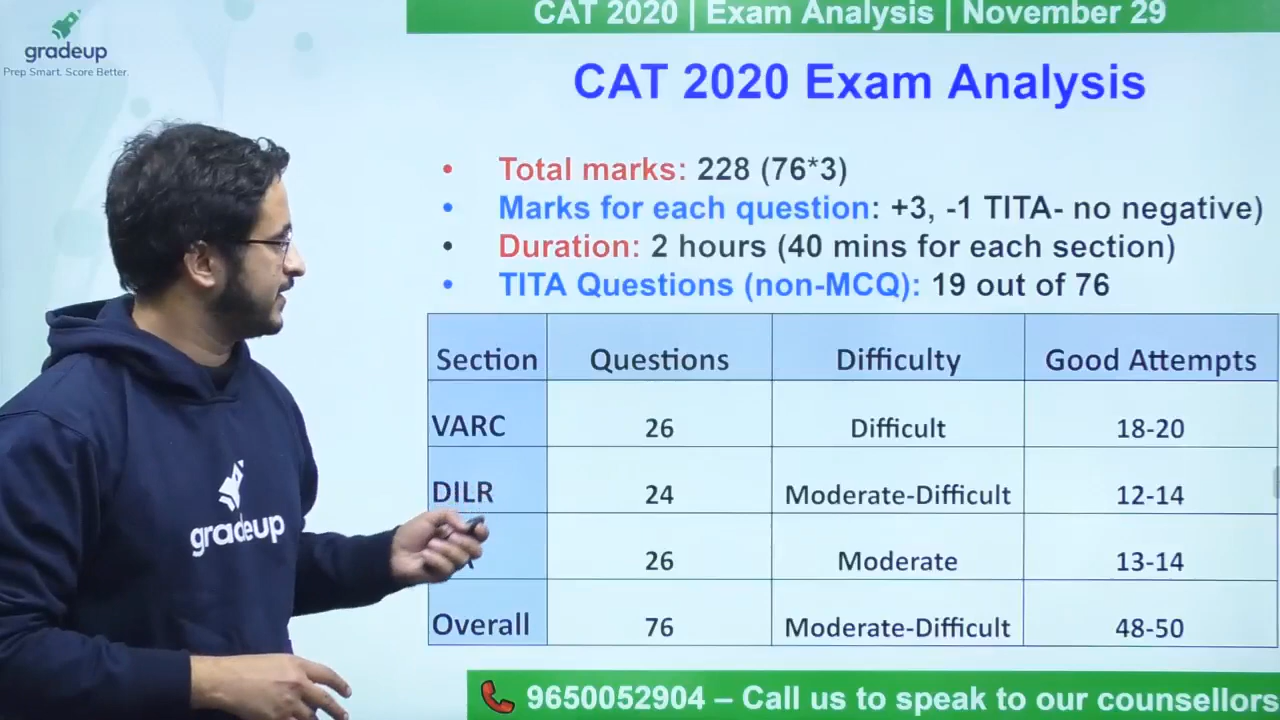 CAT 2020 | Exam Analysis | November 29
gradeup
Prep Smart. Score Better.
CAT 2020 Exam Analysis
• Total marks: 228 (76*3)
• Marks for each question: +3, -1 TITA- no negative)
• Duration: 2 hours (40 mins for each section)
• TITA Questions (non-MCQ): 19 out of 76
Section Questions Difficulty Good Attempts
VARC 26 Difficult 18-20
DILR 24 Moderate-Difficult 12-14
26 Moderate 13-14
Overall 76 Moderate-Difficult 48-50
gradeup
9650052904 – Call us to speak to our counsellors